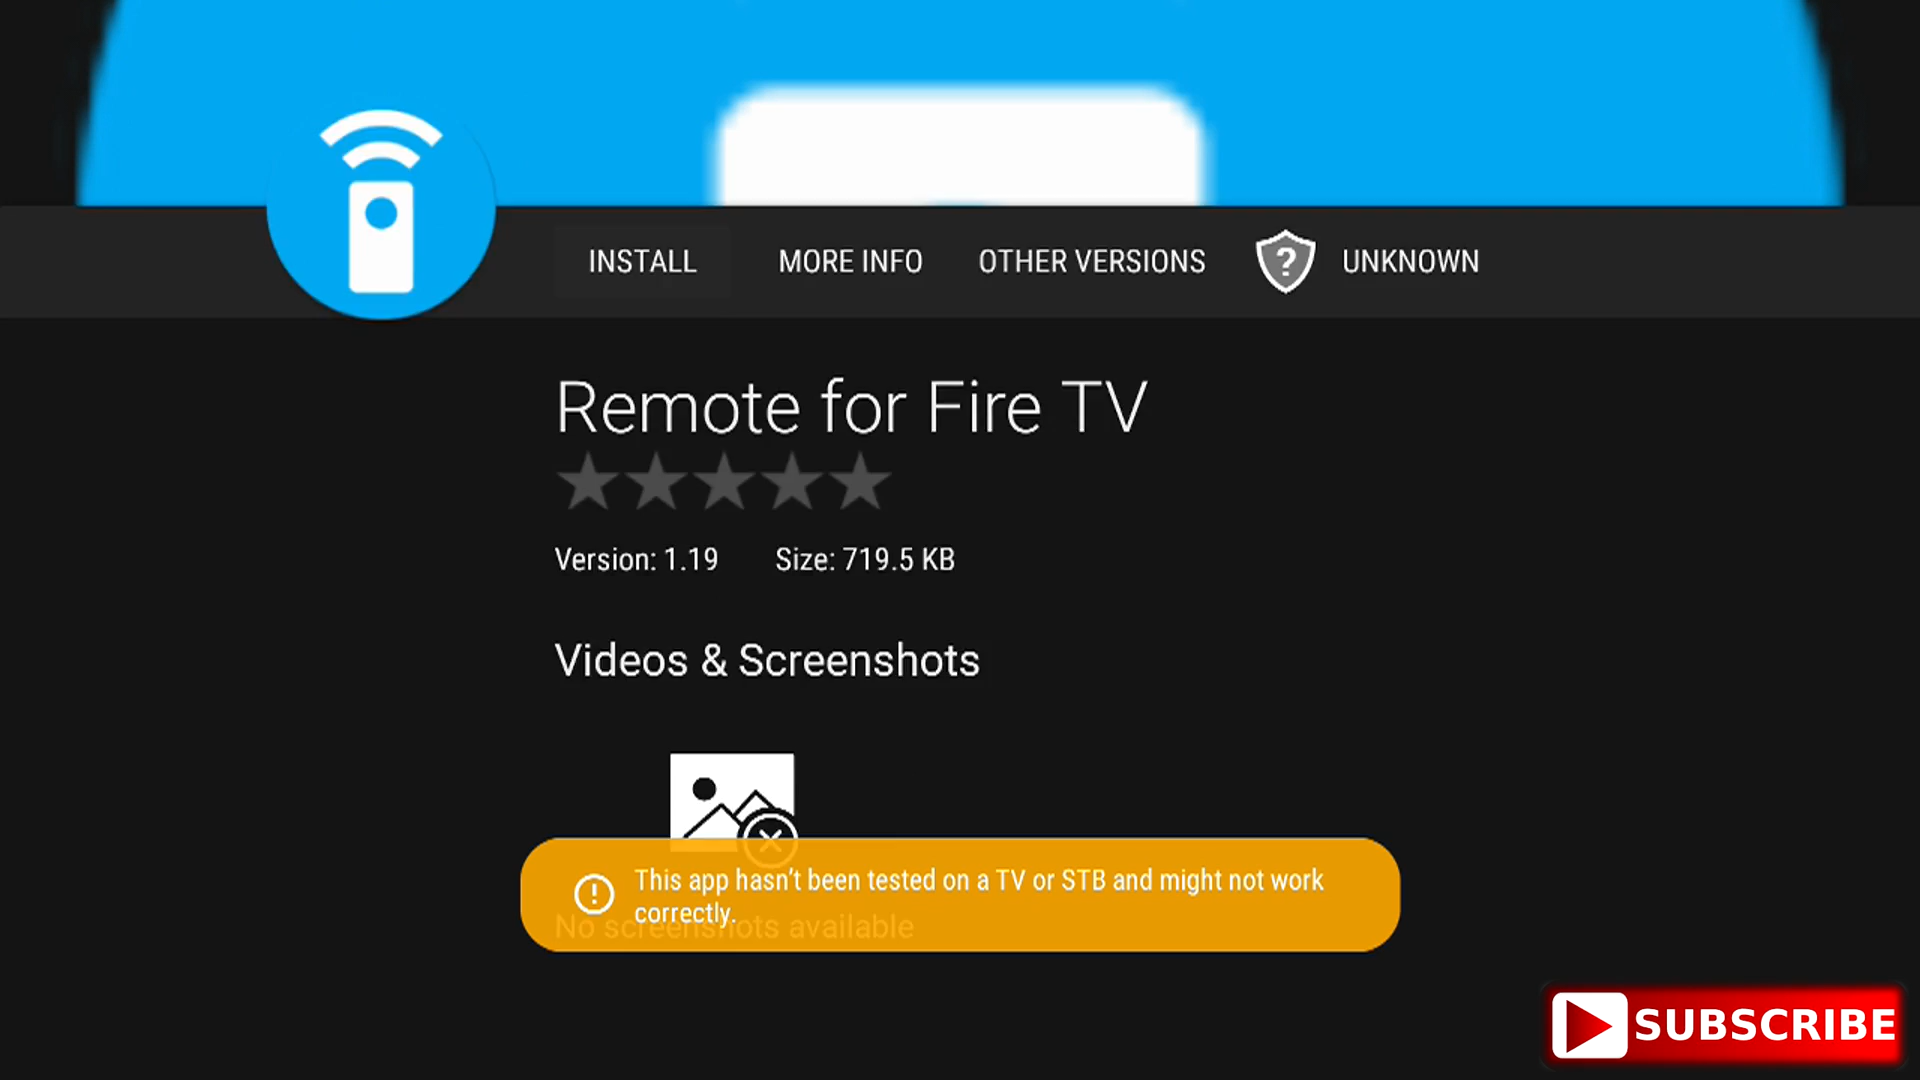 INSTALL MORE INFO OTHER VERSIONS ? UNKNOWN
Remote for Fire TV
Version: 1.19 Size: 719.5 KB
Videos & Screenshots
This app hasn't been tested on a TV or STB and might not work
correctly.
No screenshots available
SUBSCRIBE